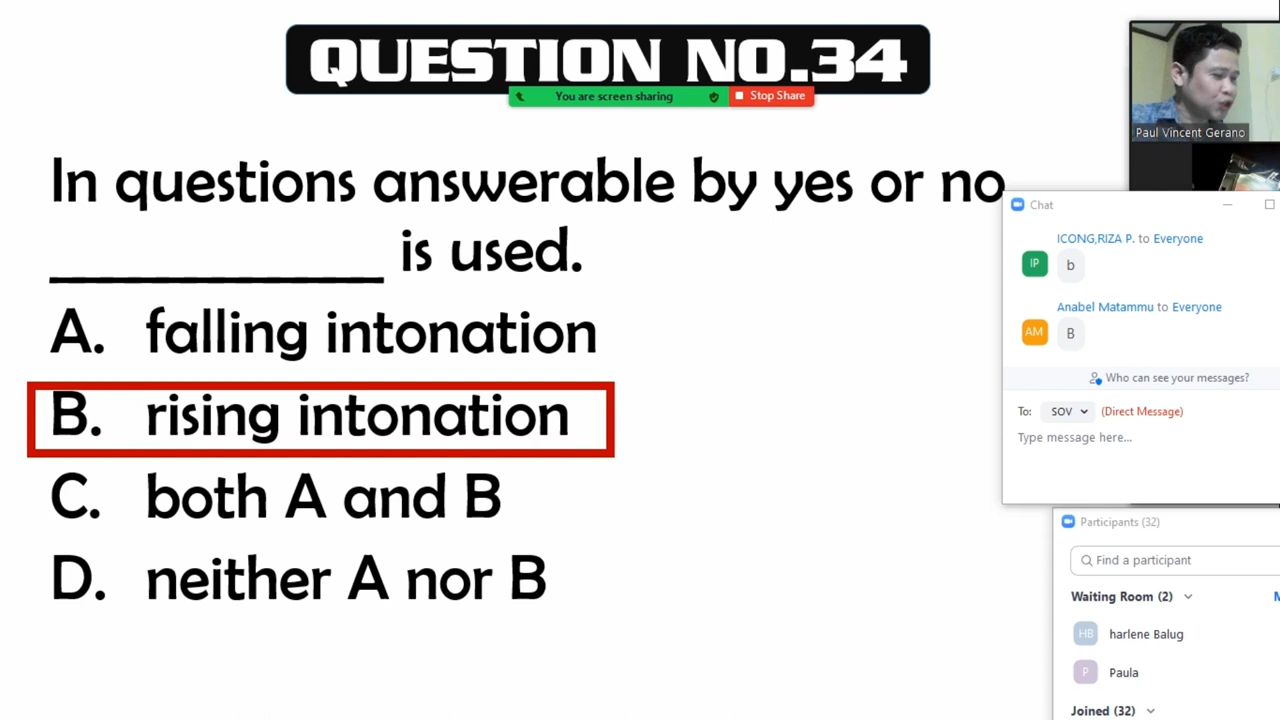 QUESTION NO.34
You are screen sharing
Stop Share
In questions answerable by yes or no
_____________ is used.
A. falling intonation
B. rising intonation
C. both A and B
D. neither A nor B
Paul Vincent Gerano
Chat
ICONG,RIZA P. to Everyone
IP
b
Anabel Matammu to Everyone
AM
B
Who can see your messages?
To: SOV (Direct Message)
Type message here...
Participants (32)
Find a participant
Waiting Room (2)
M
HB harlene Balug
P Paula
Joined (32)